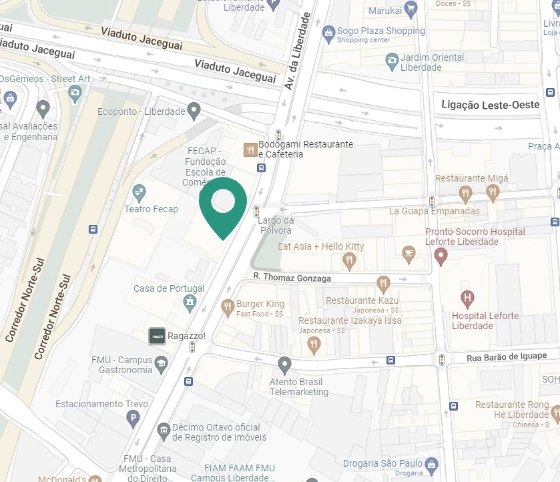 Marukai
Doces • $$
Liberdade
Sogo Plaza Shopping
Shopping center
Viaduto Jaceguai
Viaduto Jaceguai
Viaduto Jaceguai
Av. da Liberdade
Jardim Oriental
Liberdade
OsGêmeos - Street Art
Ligação Leste-Oeste
Ecoponto - Liberdade
sal Avaliações
e Engenharia
Bodogami Restaurante
e Cafeteria
FECAP -
Fundação
Escola de
Comér
Praça A
Restaurante Miga
Teatro Fecap
La Guapa Empanadas
Largo da
Pólvora
Pronto-Socorro Hospital
Leforte Liberdade
Eat Asia + Hello Kitty
R. Thomaz Gonzaga
Corredor Norte-Sul
Corredor Norte-Sul
Casa de Portugal
Burger King
Fast Food • $$
Restaurante Kazu
Japonesa • $$
Restaurante Izakaya Issa
Japonesa • $$
Hospital Leforte
Liberdade
Ragazzo!
FMU - Campus
Gastronomia
Rua Barão de Iguape
Atento Brasil
Telemarketing
SOH
Estacionamento Trevo
Restaurante Rong
He Liberdade
Chinesa • $$
Décimo Oitavo oficial
de Registro de Imóveis
FMU - Casa
Metropolitana
do Direito
FIAM FAAM FMU
Campus Liberdade...
Drogaria São Paulo
McDonald's